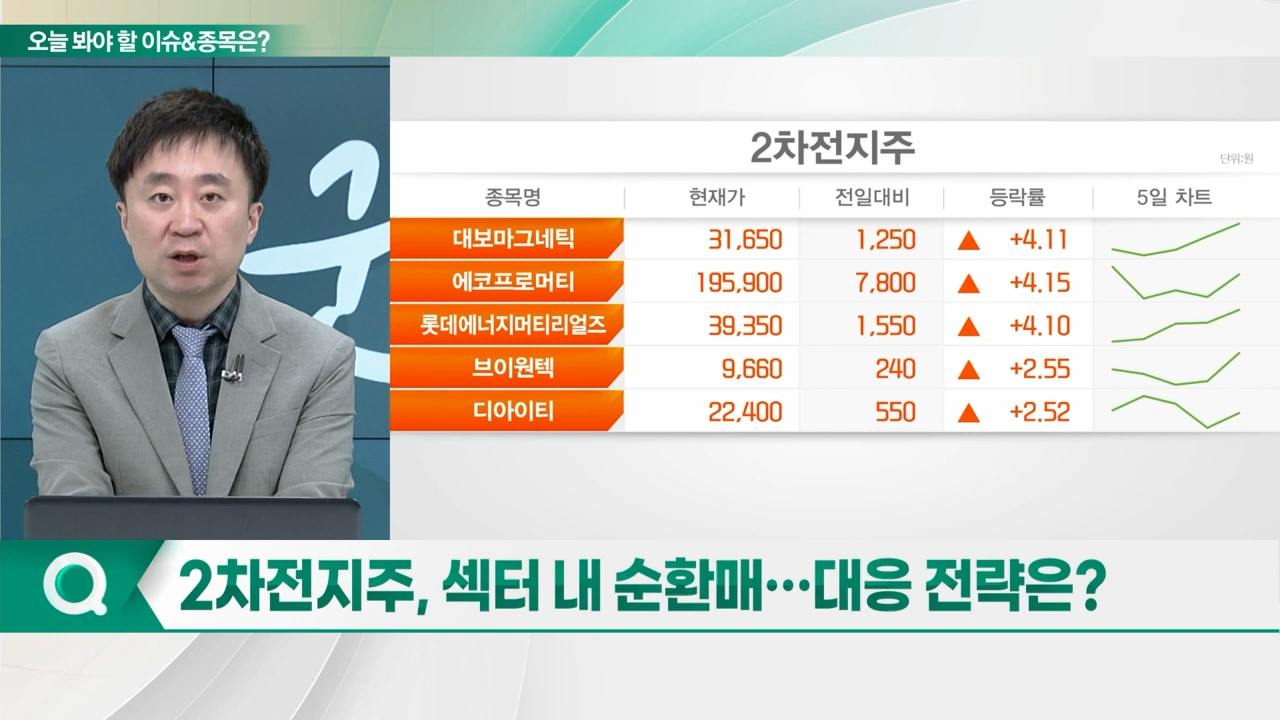 오늘 봐야 할 이슈&종목은?
2차전지주
단위:원
종목명 현재가 전일대비 등락률 5일 차트
대보마그네틱 31,650 1,250 ▲ +4.11
에코프로머티 195,900 7,800 ▲ +4.15
롯데에너지머티리얼즈 39,350 1,550 ▲ +4.10
브이원텍 9,660 240 ▲ +2.55
디아이티 22,400 550 ▲ +2.52
2차전지주, 섹터 내 순환매…대응 전략은?